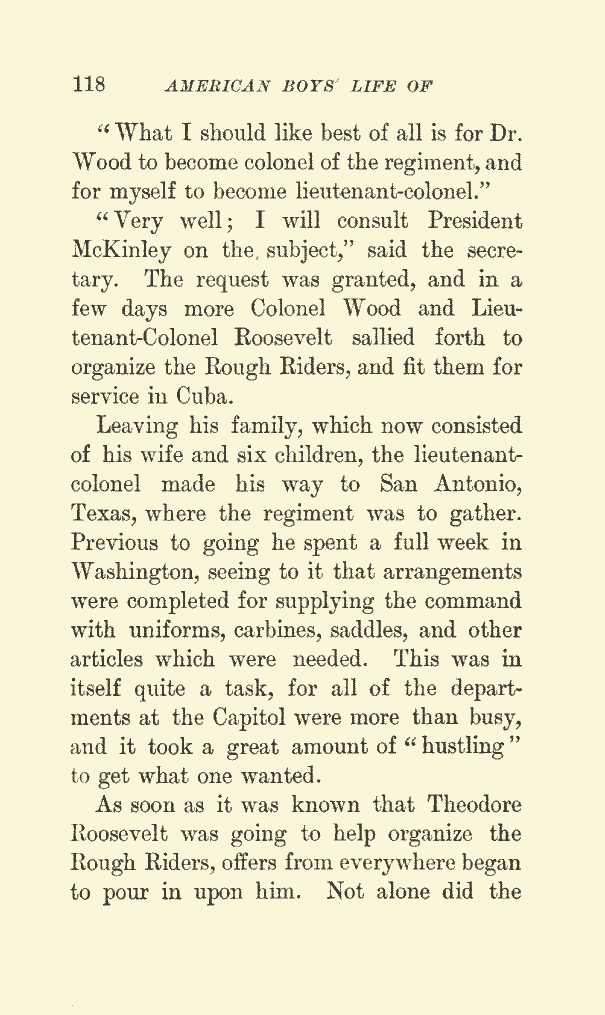 118 AMERICAN BOYS' LIFE OF
"What I should like best of all is for Dr.
Wood to become colonel of the regiment, and
for myself to become lieutenant-colonel."
"Very well; I will consult President
McKinley on the subject," said the secre-
tary. The request was granted, and in a
few days more Colonel Wood and Lieu-
tenant-Colonel Roosevelt sallied forth to
organize the Rough Riders, and fit them for
service in Cuba.
Leaving his family, which now consisted
of his wife and six children, the lieutenant-
colonel made his way to San Antonio,
Texas, where the regiment was to gather.
Previous to going he spent a full week in
Washington, seeing to it that arrangements
were completed for supplying the command
with uniforms, carbines, saddles, and other
articles which were needed. This was in
itself quite a task, for all of the depart-
ments at the Capitol were more than busy,
and it took a great amount of "hustling"
to get what one wanted.
As soon as it was known that Theodore
Roosevelt was going to help organize the
Rough Riders, offers from everywhere began
to pour in upon him. Not alone did the